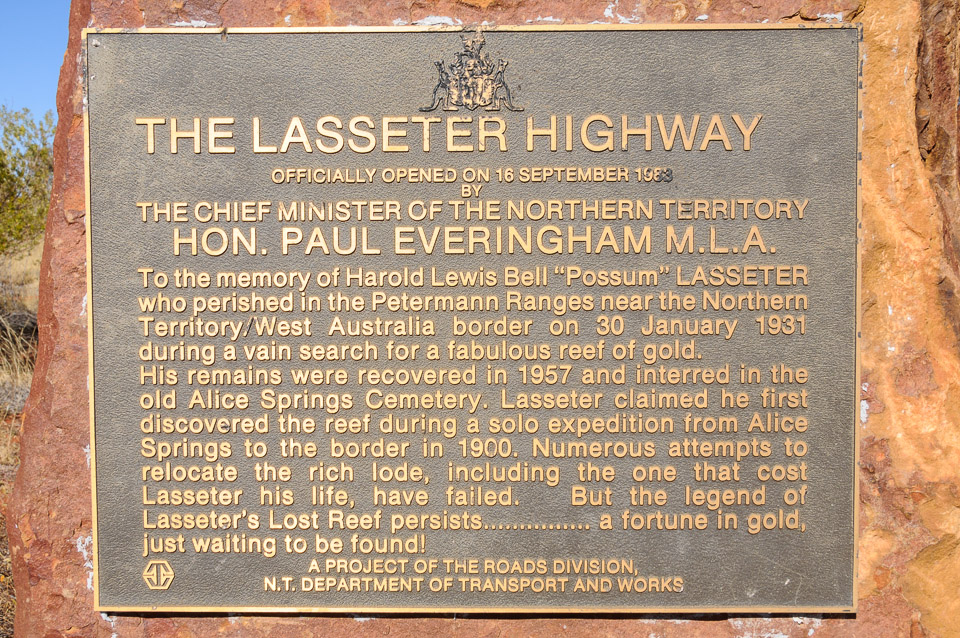 THE LASSETER HIGHWAY
OFFICIALLY OPENED ON 16 SEPTEMBER 1983
BY
THE CHIEF MINISTER OF THE NORTHERN TERRITORY
HON. PAUL EVERINGHAM M.L.A.
To the memory of Harold Lewis Bell “Possum” LASSETER
who perished in the Petermann Ranges near the Northern
Territory/West Australia border on 30 January 1931
during a vain search for a fabulous reef of gold.
His remains were recovered in 1957 and interred in the
old Alice Springs Cemetery. Lasseter claimed he first
discovered the reef during a solo expedition from Alice
Springs to the border in 1900. Numerous attempts to
relocate the rich lode, including the one that cost
Lasseter his life, have failed. But the legend of
Lasseter's Lost Reef persists............... a fortune in gold,
just waiting to be found!
A PROJECT OF THE ROADS DIVISION,
N.T. DEPARTMENT OF TRANSPORT AND WORKS